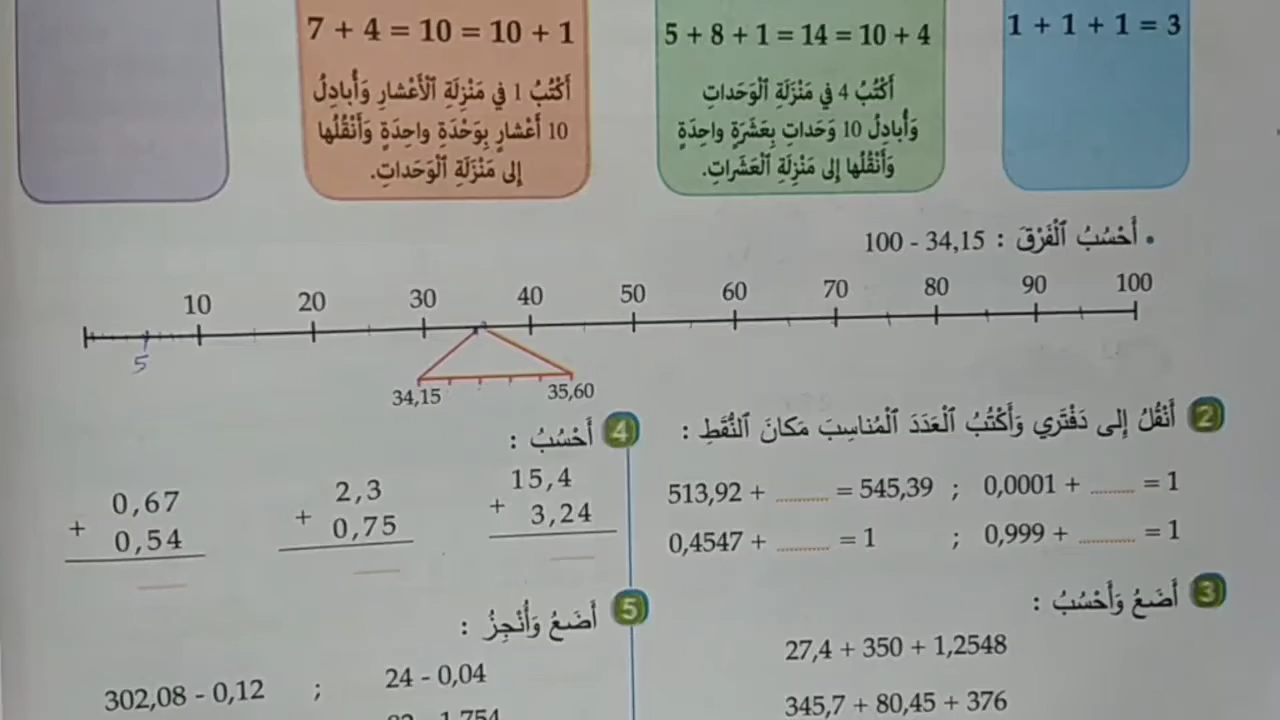 1 + 1 + 1 = 3
5 + 8 + 1 = 14 = 10 + 4
أَكْتُبُ 4 في مَنْزِلَةِ ٱلْوَحَداتِ
وَأُبادِلُ 10 وَحَداتٍ بِعَشَرَةٍ واحِدَةٍ
وَأَنْقُلُها إِلى مَنْزِلَةِ ٱلْعَشَراتِ.
7 + 4 = 10 = 10 + 1
أَكْتُبُ 1 في مَنْزِلَةِ ٱلْأَعْشارِ وَأُبادِلُ
10 أَعْشارٍ بِوَحْدَةٍ واحِدَةٍ وَأَنْقُلُها
إِلى مَنْزَلَةِ ٱلْوَحَداتِ.
• أَحْسُبُ ٱلْفَرْقَ : 34,15 - 100
10 20 30 40 50 60 70 80 90 100
5
34,15 35,60
2 أَنْقُلُ إِلى دَفْتَري وَأَكْتُبُ ٱلْعَدَدَ ٱلْمُناسِبَ مَكانَ ٱلنُّقَطِ :
513,92 + ........ = 545,39 ; 0,0001 + ........ = 1
0,4547 + ........ = 1 ; 0,999 + ........ = 1
3 أَضَعُ وَأَحْسُبُ :
27,4 + 350 + 1,2548
345,7 + 80,45 + 376
4 أَحْسُبُ :
0,67 2,3 15,4
+ 0,54 + 0,75 + 3,24
5 أَضَعُ وَأُنْجِزُ :
302,08 - 0,12 ; 24 - 0,04